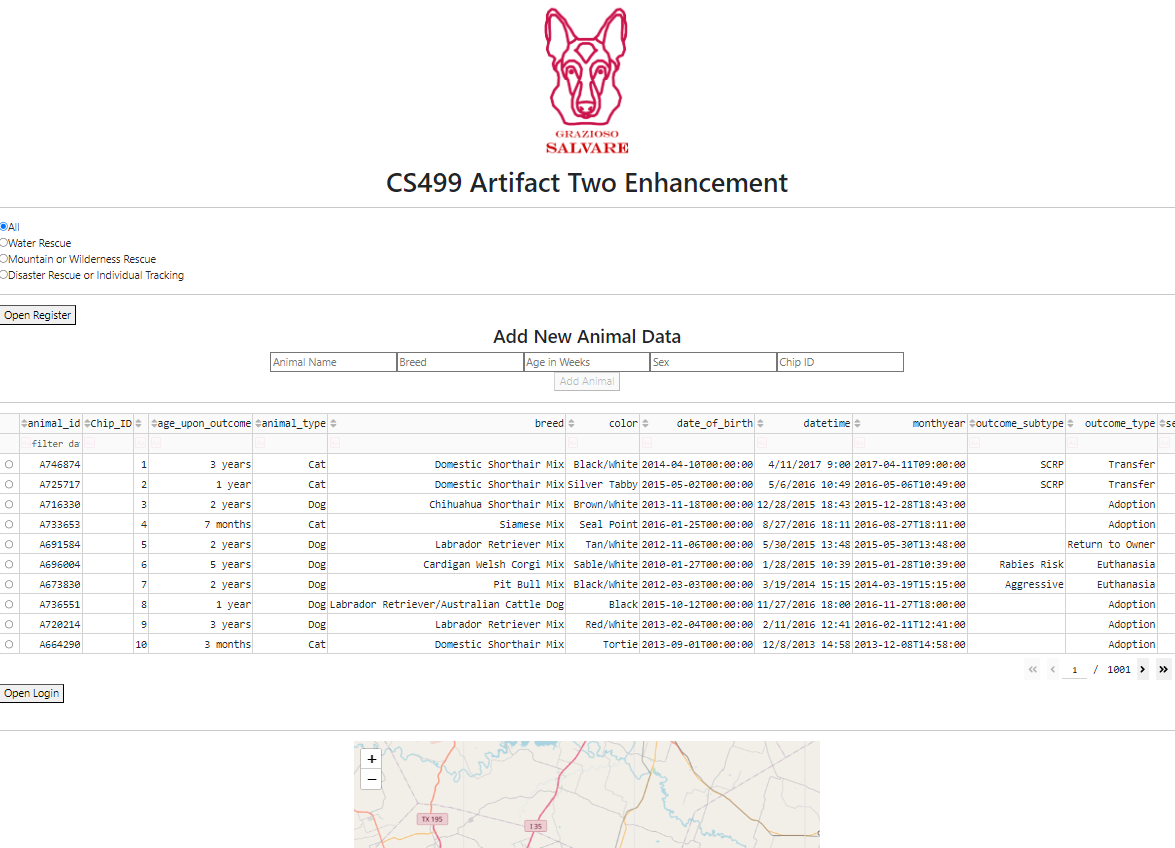 GRAZIOSO
SALVARE
CS499 Artifact Two Enhancement
All
Water Rescue
Mountain or Wilderness Rescue
Disaster Rescue or Individual Tracking
Open Register
Add New Animal Data
Animal Name Breed Age in Weeks Sex Chip ID
Add Animal
animal_id Chip_ID age_upon_outcome animal_type breed color date_of_birth datetime monthyear outcome_subtype outcome_type se
filter da
A746874 1 3 years Cat Domestic Shorthair Mix Black/White 2014-04-10T00:00:00 4/11/2017 9:00 2017-04-11T09:00:00 SCRP Transfer
A725717 2 1 year Cat Domestic Shorthair Mix Silver Tabby 2015-05-02T00:00:00 5/6/2016 10:49 2016-05-06T10:49:00 SCRP Transfer
A716330 3 2 years Dog Chihuahua Shorthair Mix Brown/White 2013-11-18T00:00:00 12/28/2015 18:43 2015-12-28T18:43:00 Adoption
A733653 4 7 months Cat Siamese Mix Seal Point 2016-01-25T00:00:00 8/27/2016 18:11 2016-08-27T18:11:00 Adoption
A691584 5 2 years Dog Labrador Retriever Mix Tan/White 2012-11-06T00:00:00 5/30/2015 13:48 2015-05-30T13:48:00 Return to Owner
A696004 6 5 years Dog Cardigan Welsh Corgi Mix Sable/White 2010-01-27T00:00:00 1/28/2015 10:39 2015-01-28T10:39:00 Rabies Risk Euthanasia
A673830 7 2 years Dog Pit Bull Mix Black/White 2012-03-03T00:00:00 3/19/2014 15:15 2014-03-19T15:15:00 Aggressive Euthanasia
A736551 8 1 year Dog Labrador Retriever/Australian Cattle Dog Black 2015-10-12T00:00:00 11/27/2016 18:00 2016-11-27T18:00:00 Adoption
A720214 9 3 years Dog Labrador Retriever Mix Red/White 2013-02-04T00:00:00 2/11/2016 12:41 2016-02-11T12:41:00 Adoption
A664290 10 3 months Cat Domestic Shorthair Mix Tortie 2013-09-01T00:00:00 12/8/2013 14:58 2013-12-08T14:58:00 Adoption
1 / 1001
Open Login
+
−
TX 195
I 35